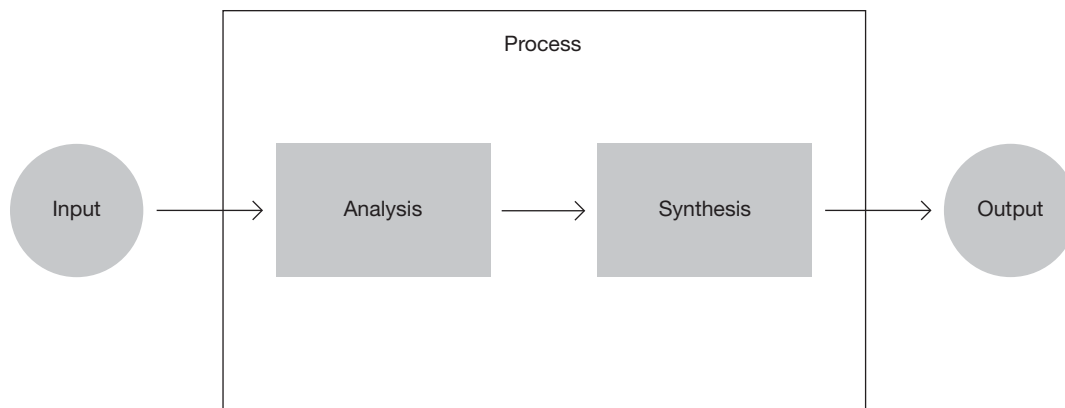 Process
Input
Analysis
Synthesis
Output